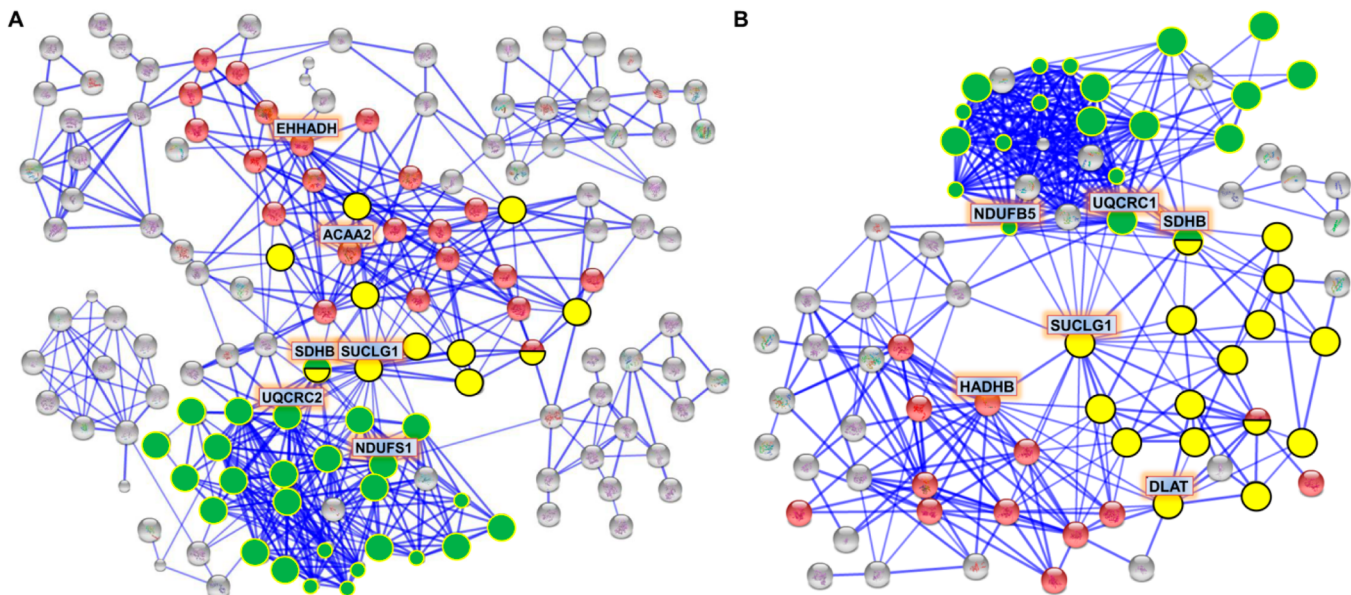 A
B
EHHADH
ACAA2
SDHB
SUCLG1
UQCRC2
NDUFS1
NDUFB5
UQCRC1
SDHB
SUCLG1
HADHB
DLAT